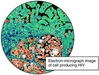 Electron-micrograph image
of cell producing HIV